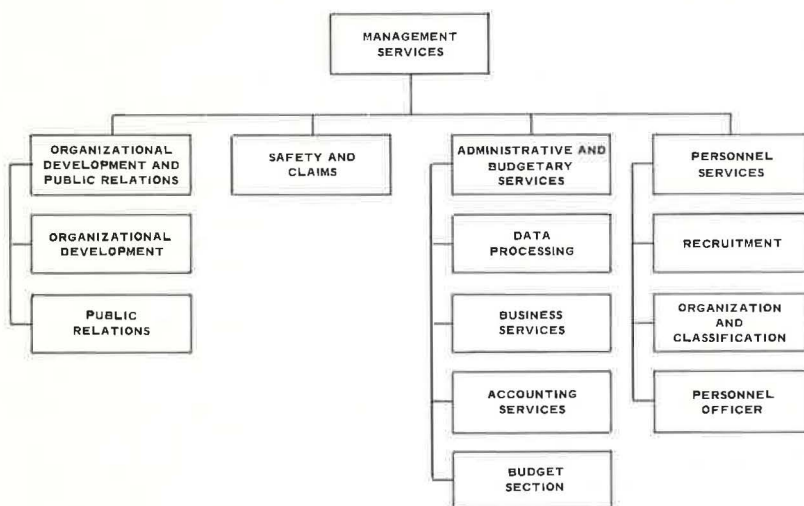 MANAGEMENT
SERVICES
ORGANIZATIONAL
DEVELOPMENT AND
PUBLIC RELATIONS
ORGANIZATIONAL
DEVELOPMENT
PUBLIC
RELATIONS
SAFETY AND
CLAIMS
ADMINISTRATIVE AND
BUDGETARY
SERVICES
DATA
PROCESSING
BUSINESS
SERVICES
ACCOUNTING
SERVICES
BUDGET
SECTION
PERSONNEL
SERVICES
RECRUITMENT
ORGANIZATION
AND
CLASSIFICATION
PERSONNEL
OFFICER